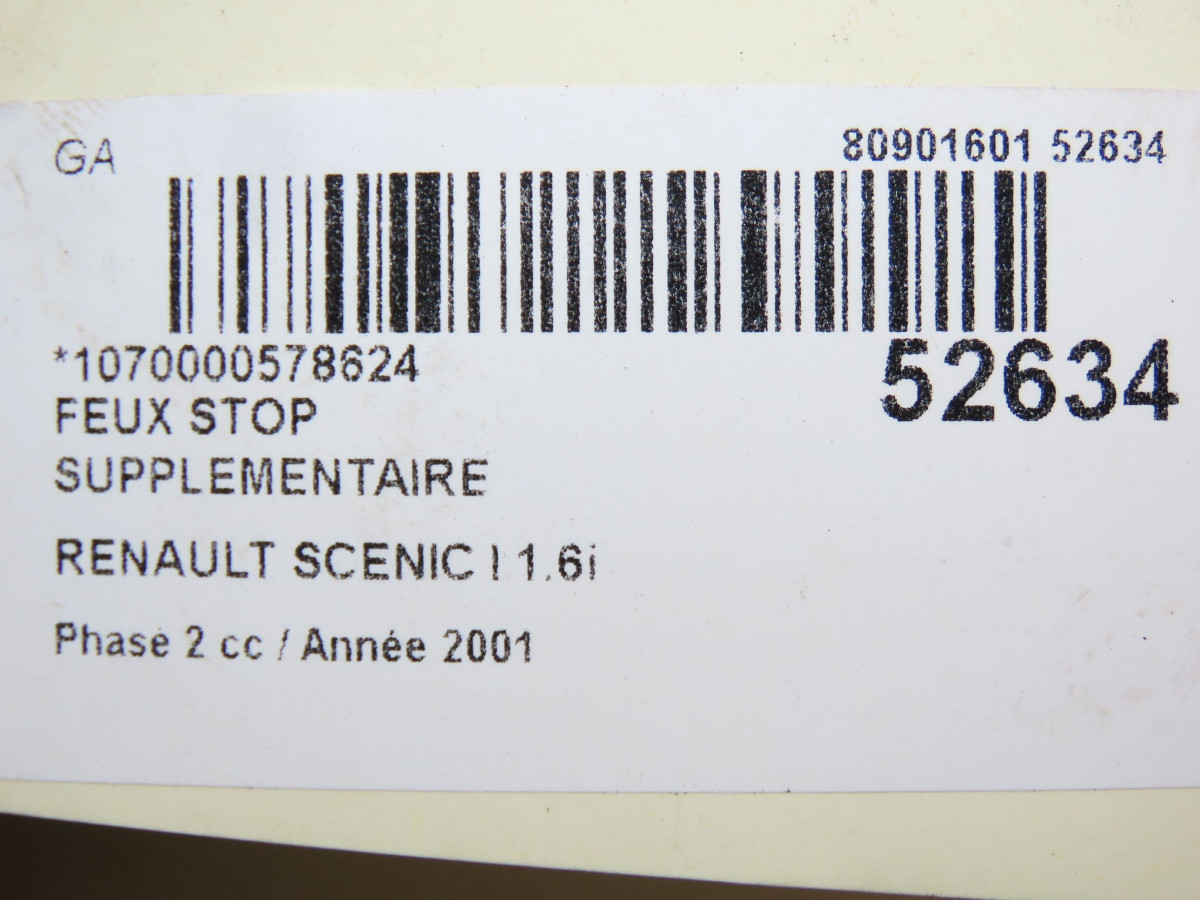 GA
80901601 52634
*1070000578624
52634
FEUX STOP
SUPPLEMENTAIRE
RENAULT SCENIC I 1.6i
Phase 2 cc / Année 2001